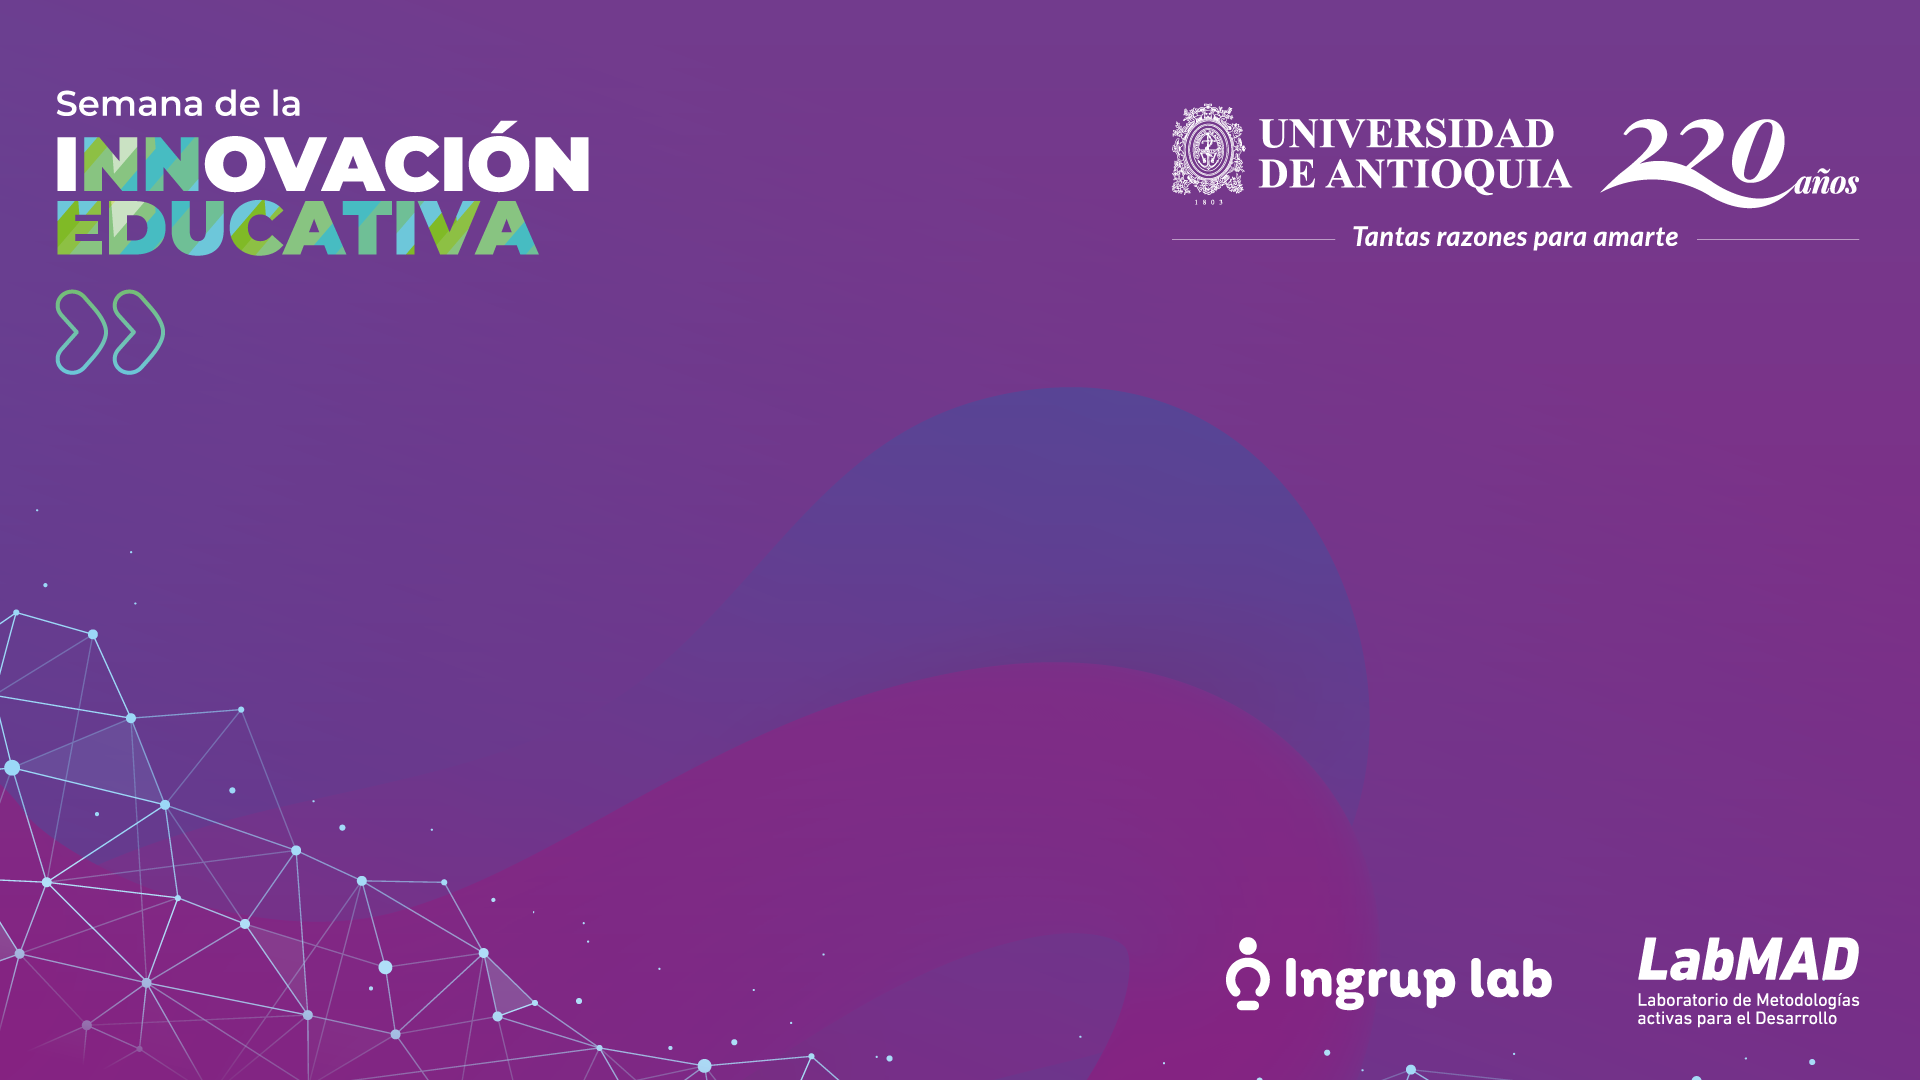 Semana de la
INNOVACIÓN
EDUCATIVA
UNIVERSIDAD
DE ANTIOQUIA
1803
220 años
Tantas razones para amarte
Ingrup lab
LabMAD
Laboratorio de Metodologías
activas para el Desarrollo